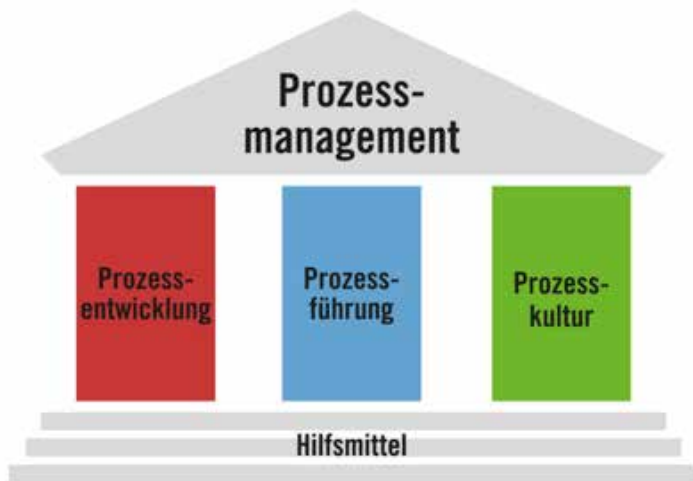 Prozess-
management
Prozess-
entwicklung
Prozess-
führung
Prozess-
kultur
Hilfsmittel